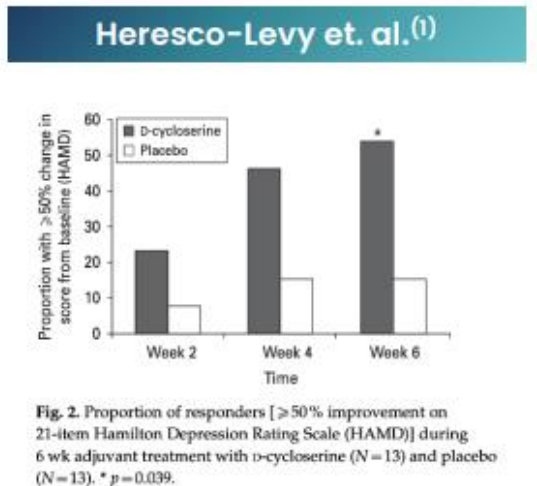 Heresco-Levy et. al.(1)
Proportion with ⩾50% change in
score from baseline (HAMD)
60
50
40
30
20
10
0
D-cycloserine
Placebo
*
Week 2 Week 4 Week 6
Time
Fig. 2. Proportion of responders [⩾50% improvement on
21-item Hamilton Depression Rating Scale (HAMD)] during
6 wk adjuvant treatment with D-cycloserine (N=13) and placebo
(N=13). * p=0.039.